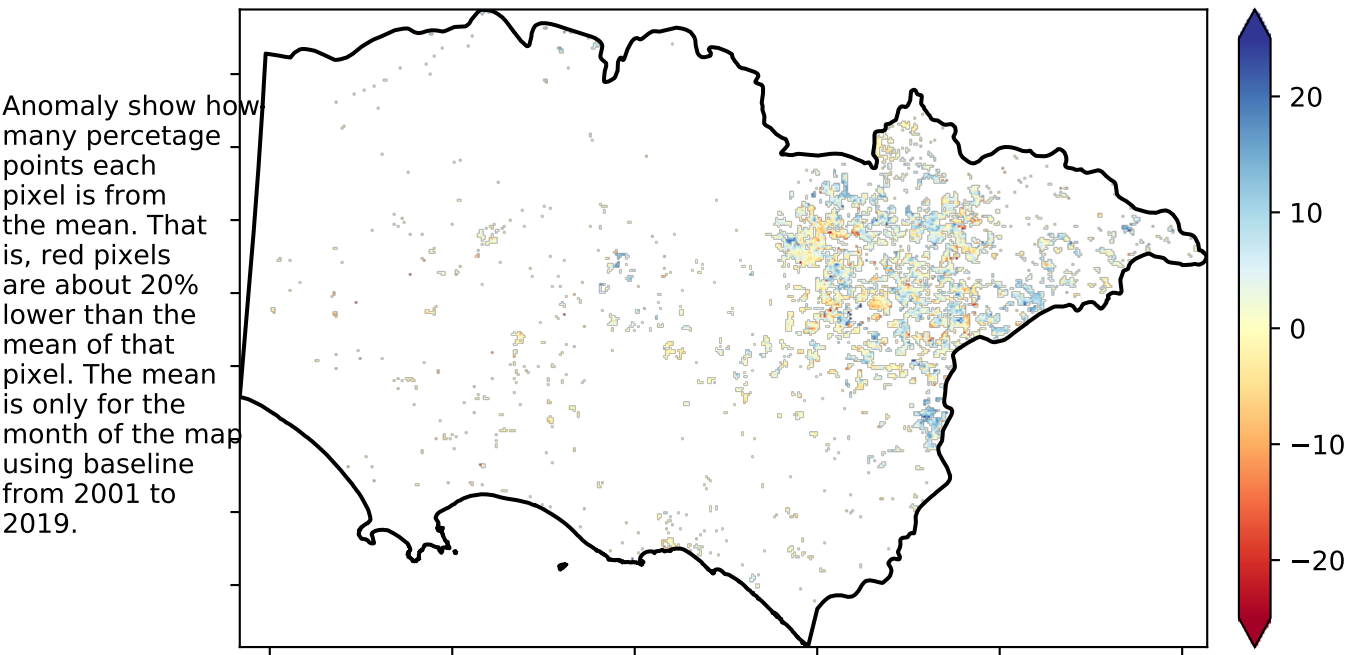 Anomaly show how
many percetage
points each
pixel is from
the mean. That
is, red pixels
are about 20%
lower than the
mean of that
pixel. The mean
is only for the
month of the map
using baseline
from 2001 to
2019.
20
10
0
−10
−20